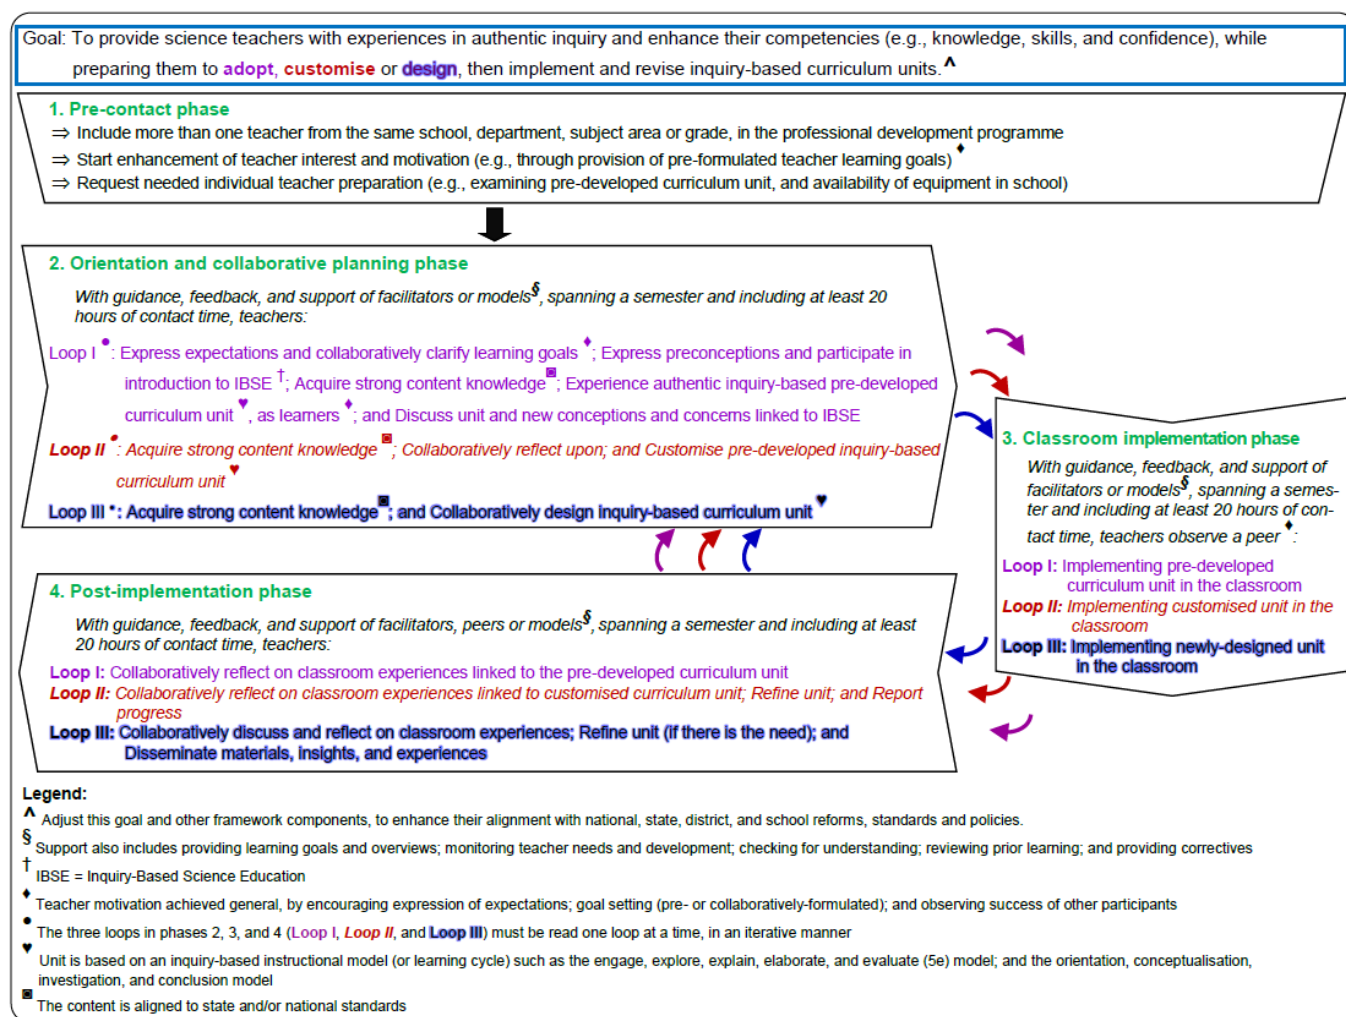 Goal: To provide science teachers with experiences in authentic inquiry and enhance their competencies (e.g., knowledge, skills, and confidence), while
preparing them to adopt, customise or design, then implement and revise inquiry-based curriculum units.^
1. Pre-contact phase
⇒ Include more than one teacher from the same school, department, subject area or grade, in the professional development programme
⇒ Start enhancement of teacher interest and motivation (e.g., through provision of pre-formulated teacher learning goals) ♦
⇒ Request needed individual teacher preparation (e.g., examining pre-developed curriculum unit, and availability of equipment in school)
2. Orientation and collaborative planning phase
With guidance, feedback, and support of facilitators or models§, spanning a semester and including at least 20
hours of contact time, teachers:
Loop I ●: Express expectations and collaboratively clarify learning goals ♦; Express preconceptions and participate in
introduction to IBSE †; Acquire strong content knowledge◙; Experience authentic inquiry-based pre-developed
curriculum unit ♥, as learners ♦; and Discuss unit and new conceptions and concerns linked to IBSE
Loop II ●: Acquire strong content knowledge ◙; Collaboratively reflect upon; and Customise pre-developed inquiry-based
curriculum unit ♥
Loop III ●: Acquire strong content knowledge◙; and Collaboratively design inquiry-based curriculum unit ♥
3. Classroom implementation phase
With guidance, feedback, and support of
facilitators or models§, spanning a semes-
ter and including at least 20 hours of con-
tact time, teachers observe a peer ♦:
Loop I: Implementing pre-developed
curriculum unit in the classroom
Loop II: Implementing customised unit in the
classroom
Loop III: Implementing newly-designed unit
in the classroom
4. Post-implementation phase
With guidance, feedback, and support of facilitators, peers or models§, spanning a semester and including at least
20 hours of contact time, teachers:
Loop I: Collaboratively reflect on classroom experiences linked to the pre-developed curriculum unit
Loop II: Collaboratively reflect on classroom experiences linked to customised curriculum unit; Refine unit; and Report
progress
Loop III: Collaboratively discuss and reflect on classroom experiences; Refine unit (if there is the need); and
Disseminate materials, insights, and experiences
Legend:
^ Adjust this goal and other framework components, to enhance their alignment with national, state, district, and school reforms, standards and policies.
§ Support also includes providing learning goals and overviews; monitoring teacher needs and development; checking for understanding; reviewing prior learning; and providing correctives
† IBSE = Inquiry-Based Science Education
♦ Teacher motivation achieved general, by encouraging expression of expectations; goal setting (pre- or collaboratively-formulated); and observing success of other participants
● The three loops in phases 2, 3, and 4 (Loop I, Loop II, and Loop III) must be read one loop at a time, in an iterative manner
♥ Unit is based on an inquiry-based instructional model (or learning cycle) such as the engage, explore, explain, elaborate, and evaluate (5e) model; and the orientation, conceptualisation,
investigation, and conclusion model
◙ The content is aligned to state and/or national standards